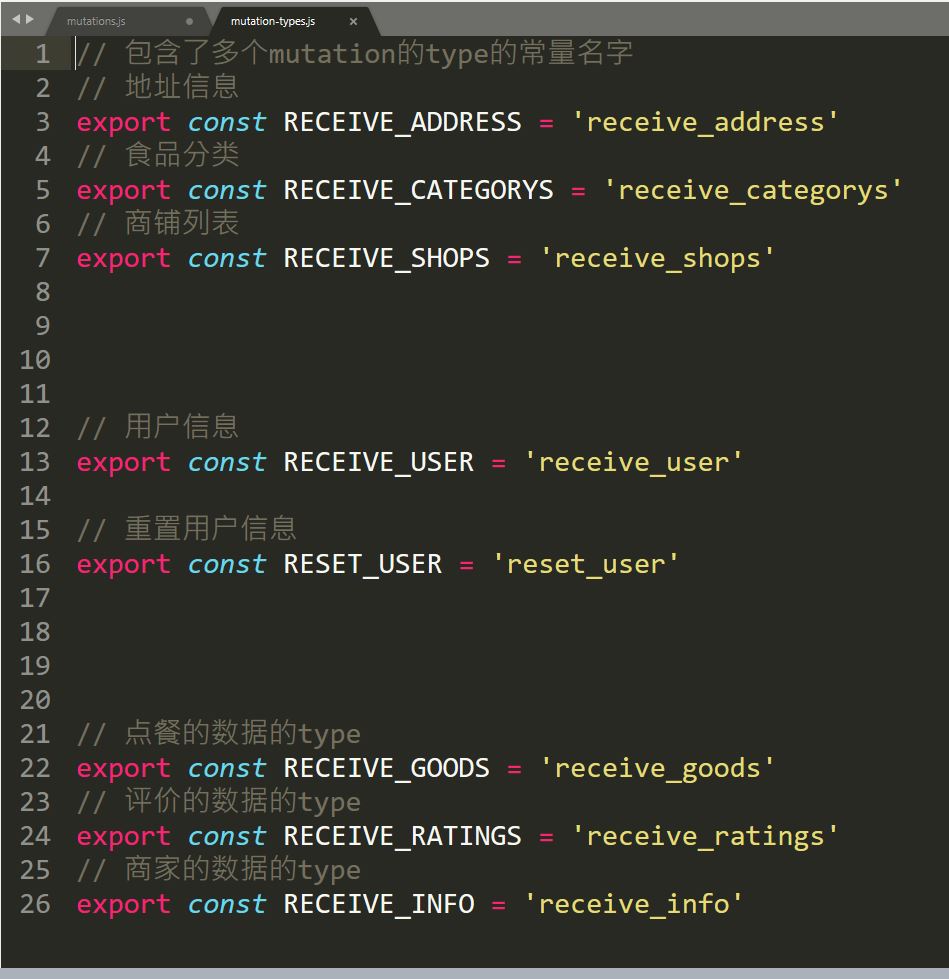 mutations.js
mutation-types.js
1 // 包含了多个mutation的type的常量名字
2 // 地址信息
3 export const RECEIVE_ADDRESS = 'receive_address'
4 // 食品分类
5 export const RECEIVE_CATEGORYS = 'receive_categorys'
6 // 商铺列表
7 export const RECEIVE_SHOPS = 'receive_shops'
8
9
10
11
12 // 用户信息
13 export const RECEIVE_USER = 'receive_user'
14
15 // 重置用户信息
16 export const RESET_USER = 'reset_user'
17
18
19
20
21 // 点餐的数据的type
22 export const RECEIVE_GOODS = 'receive_goods'
23 // 评价的数据的type
24 export const RECEIVE_RATINGS = 'receive_ratings'
25 // 商家的数据的type
26 export const RECEIVE_INFO = 'receive_info'